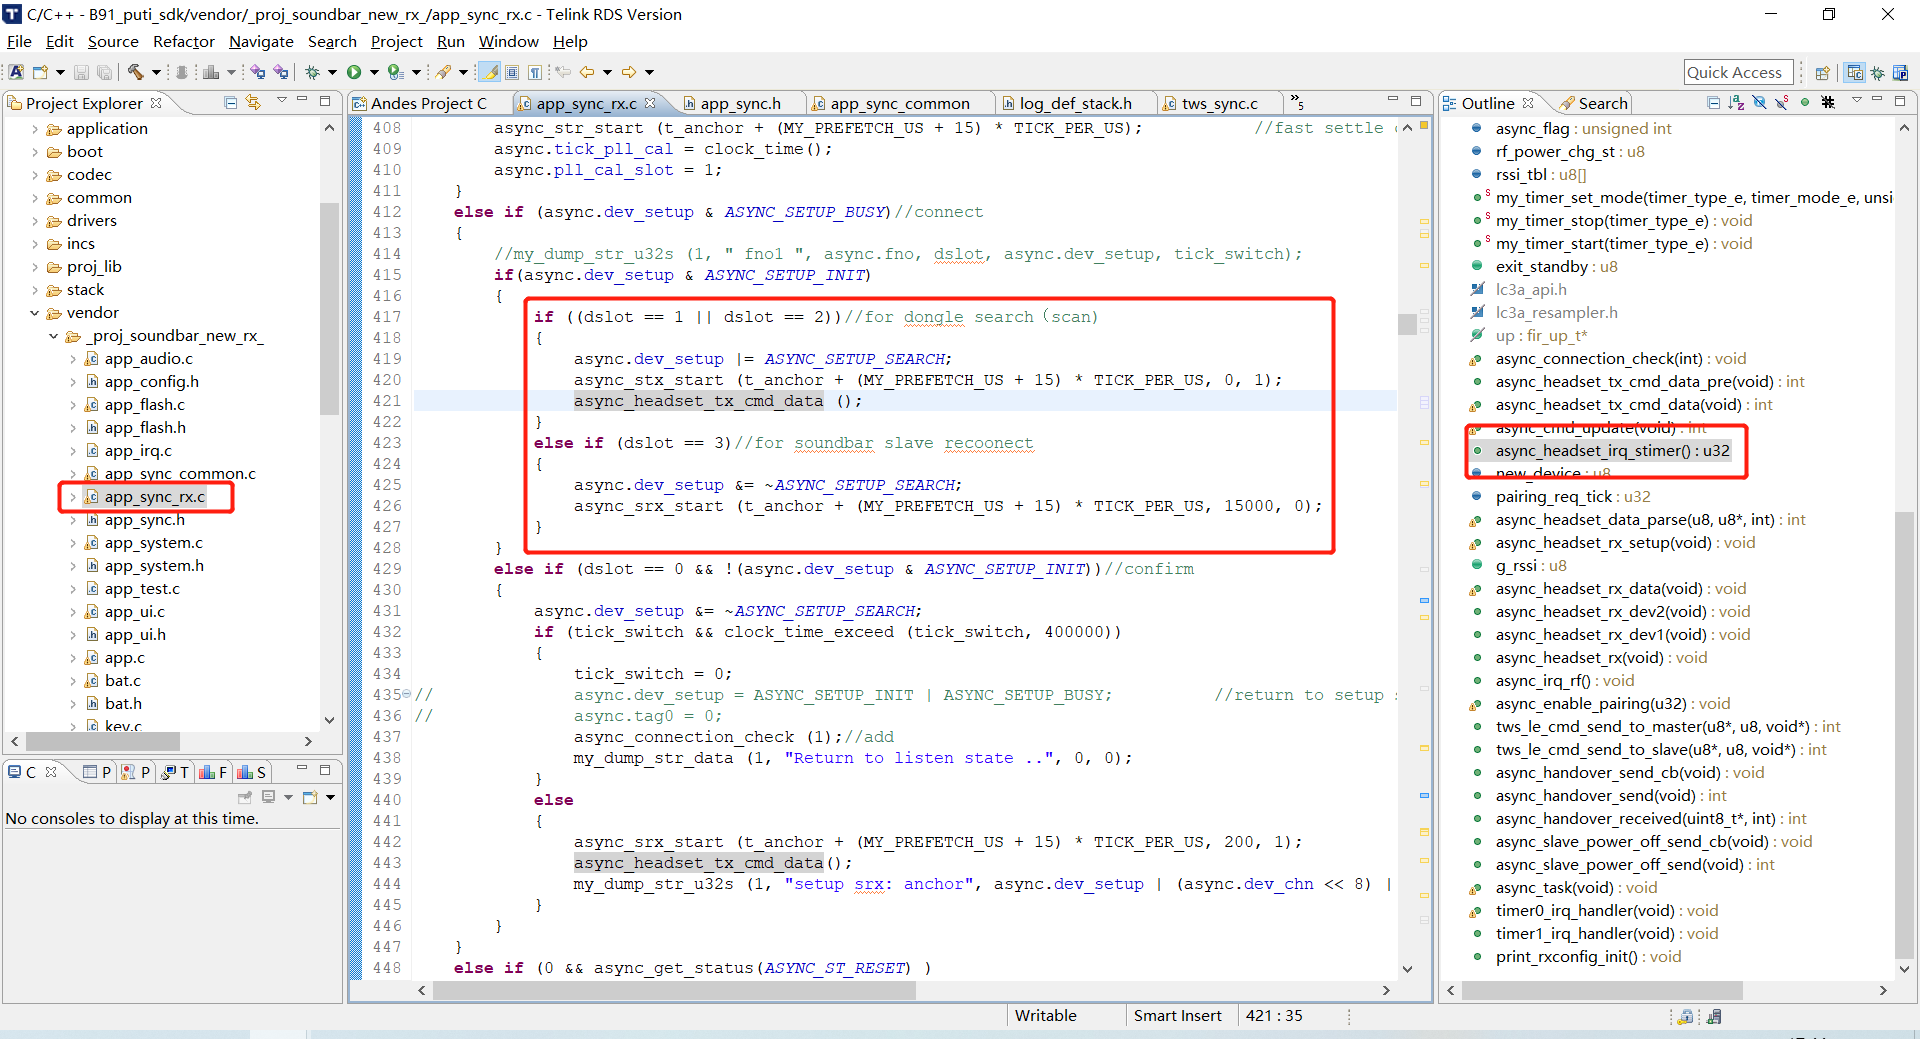 C/C++ - B91_puti_sdk/vendor/_proj_soundbar_new_rx_/app_sync_rx.c - Telink RDS Version
File Edit Source Refactor Navigate Search Project Run Window Help
Quick Access
Project Explorer
application
boot
codec
common
drivers
incs
proj_lib
stack
vendor
_proj_soundbar_new_rx_
app_audio.c
app_config.h
app_flash.c
app_flash.h
app_irq.c
app_sync_common.c
app_sync_rx.c
app_sync.h
app_system.c
app_system.h
app_test.c
app_ui.c
app_ui.h
app.c
bat.c
bat.h
key.c
C P P T F S
No consoles to display at this time.
Andes Project C app_sync_rx.c app_sync.h app_sync_common log_def_stack.h tws_sync.c »5
408 async_str_start (t_anchor + (MY_PREFETCH_US + 15) * TICK_PER_US); //fast settle
409 async.tick_pll_cal = clock_time();
410 async.pll_cal_slot = 1;
411 }
412 else if (async.dev_setup & ASYNC_SETUP_BUSY)//connect
413 {
414 //my_dump_str_u32s (1, " fno1 ", async.fno, dslot, async.dev_setup, tick_switch);
415 if(async.dev_setup & ASYNC_SETUP_INIT)
416 {
417 if ((dslot == 1 || dslot == 2))//for dongle search（scan)
418 {
419 async.dev_setup |= ASYNC_SETUP_SEARCH;
420 async_stx_start (t_anchor + (MY_PREFETCH_US + 15) * TICK_PER_US, 0, 1);
421 async_headset_tx_cmd_data ();
422 }
423 else if (dslot == 3)//for soundbar slave recoonect
424 {
425 async.dev_setup &= ~ASYNC_SETUP_SEARCH;
426 async_srx_start (t_anchor + (MY_PREFETCH_US + 15) * TICK_PER_US, 15000, 0);
427 }
428 }
429 else if (dslot == 0 && !(async.dev_setup & ASYNC_SETUP_INIT))//confirm
430 {
431 async.dev_setup &= ~ASYNC_SETUP_SEARCH;
432 if (tick_switch && clock_time_exceed (tick_switch, 400000))
433 {
434 tick_switch = 0;
435 // async.dev_setup = ASYNC_SETUP_INIT | ASYNC_SETUP_BUSY; //return to setup
436 // async.tag0 = 0;
437 async_connection_check (1);//add
438 my_dump_str_data (1, "Return to listen state ..", 0, 0);
439 }
440 else
441 {
442 async_srx_start (t_anchor + (MY_PREFETCH_US + 15) * TICK_PER_US, 200, 1);
443 async_headset_tx_cmd_data();
444 my_dump_str_u32s (1, "setup srx: anchor", async.dev_setup | (async.dev_chn << 8) |
445 }
446 }
447 }
448 else if (0 && async_get_status(ASYNC_ST_RESET) )
Outline Search
async_flag : unsigned int
rf_power_chg_st : u8
rssi_tbl : u8[]
my_timer_set_mode(timer_type_e, timer_mode_e, unsi
my_timer_stop(timer_type_e) : void
my_timer_start(timer_type_e) : void
exit_standby : u8
lc3a_api.h
lc3a_resampler.h
up : fir_up_t*
async_connection_check(int) : void
async_headset_tx_cmd_data_pre(void) : int
async_headset_tx_cmd_data(void) : int
async_cmd_update(void) : int
async_headset_irq_stimer() : u32
new_device : u8
pairing_req_tick : u32
async_headset_data_parse(u8, u8*, int) : int
async_headset_rx_setup(void) : void
g_rssi : u8
async_headset_rx_data(void) : void
async_headset_rx_dev2(void) : void
async_headset_rx_dev1(void) : void
async_headset_rx(void) : void
async_irq_rf() : void
async_enable_pairing(u32) : void
tws_le_cmd_send_to_master(u8*, u8, void*) : int
tws_le_cmd_send_to_slave(u8*, u8, void*) : int
async_handover_send_cb(void) : void
async_handover_send(void) : int
async_handover_received(uint8_t*, int) : int
async_slave_power_off_send_cb(void) : void
async_slave_power_off_send(void) : int
async_task(void) : void
timer0_irq_handler(void) : void
timer1_irq_handler(void) : void
print_rxconfig_init() : void
Writable Smart Insert 421 : 35